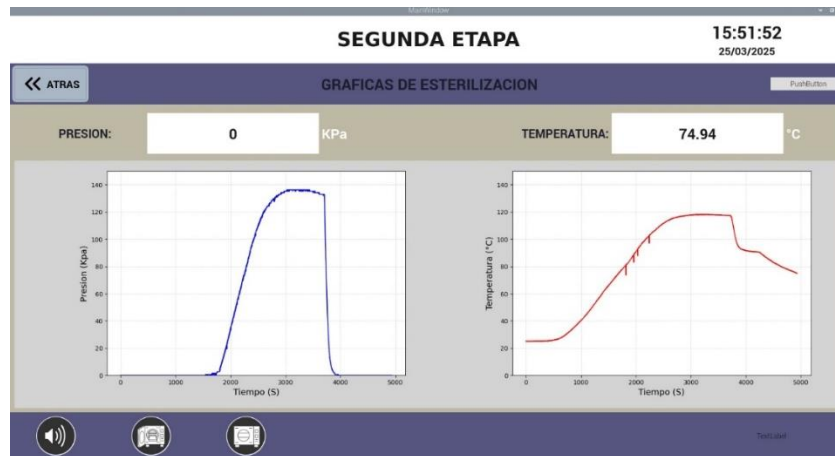 MainWindow
SEGUNDA ETAPA
15:51:52
25/03/2025
ATRAS
GRAFICAS DE ESTERILIZACION
PushButton
PRESION:
0
KPa
TEMPERATURA:
74.94
°C
140
120
100
80
60
40
20
0
Presion (Kpa)
0 1000 2000 3000 4000 5000
Tiempo (S)
140
120
100
80
60
40
20
0
Temperatura (°C)
0 1000 2000 3000 4000 5000
Tiempo (S)
TextLabel